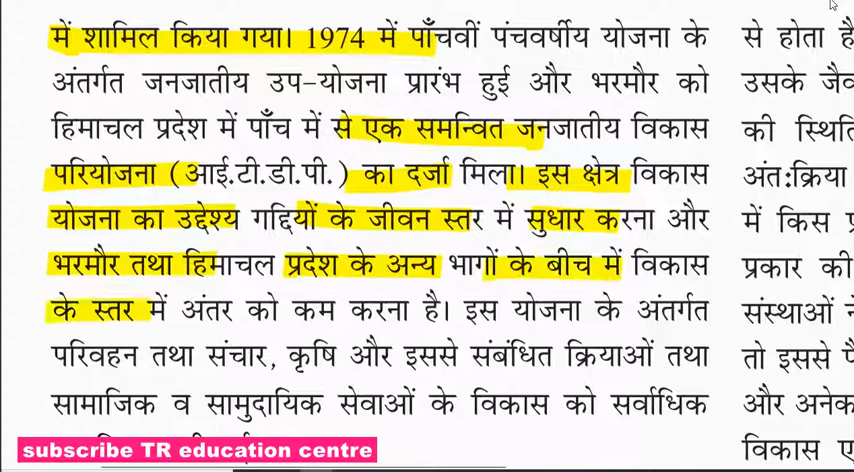 में शामिल किया गया। 1974 में पाँचवीं पंचवर्षीय योजना के
अंतर्गत जनजातीय उप-योजना प्रारंभ हुई और भरमौर को
हिमाचल प्रदेश में पाँच में से एक समन्वित जनजातीय विकास
परियोजना (आई.टी.डी.पी.) का दर्जा मिला। इस क्षेत्र विकास
योजना का उद्देश्य गद्दियों के जीवन स्तर में सुधार करना और
भरमौर तथा हिमाचल प्रदेश के अन्य भागों के बीच में विकास
के स्तर में अंतर को कम करना है। इस योजना के अंतर्गत
परिवहन तथा संचार, कृषि और इससे संबंधित क्रियाओं तथा
सामाजिक व सामुदायिक सेवाओं के विकास को सर्वाधिक
से होता है
उसके
की
अंत:क्रिया
में किस
प्रकार की
संस्थाओं
तो इससे
और
विकास
subscribe TR education centre